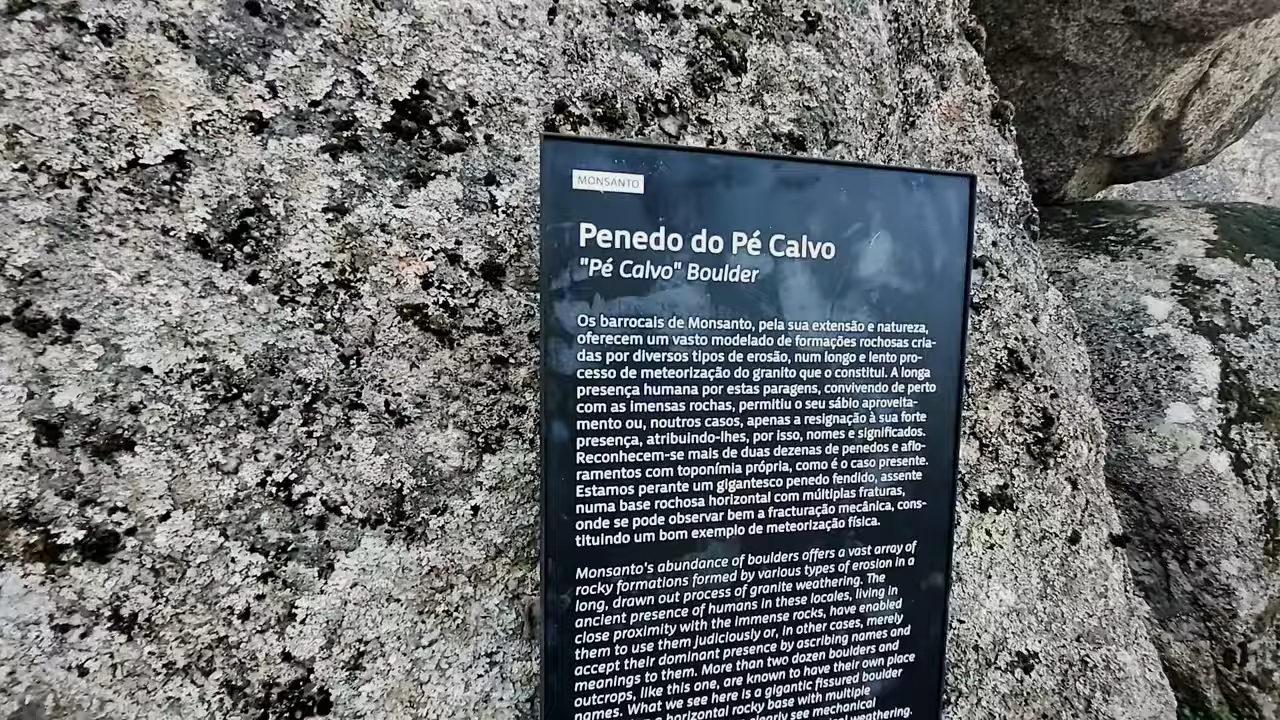 MONSANTO
Penedo do Pé Calvo
"Pé Calvo" Boulder
Os barrocais de Monsanto, pela sua extensão e natureza,
oferecem um vasto modelado de formações rochosas cria-
das por diversos tipos de erosão, num longo e lento pro-
cesso de meteorização do granito que o constitui. A longa
presença humana por estas paragens, convivendo de perto
com as imensas rochas, permitiu o seu sábio aproveita-
mento ou, noutros casos, apenas a resignação à sua forte
presença, atribuindo-lhes, por isso, nomes e significados.
Reconhecem-se mais de duas dezenas de penedos e aflo-
ramentos com toponímia própria, como é o caso presente.
Estamos perante um gigantesco penedo fendido, assente
numa base rochosa horizontal com múltiplas fraturas,
onde se pode observar bem a fracturação mecânica, cons-
tituindo um bom exemplo de meteorização física.
Monsanto's abundance of boulders offers a vast array of
rocky formations formed by various types of erosion in a
long, drawn out process of granite weathering. The
ancient presence of humans in these locales, living in
close proximity with the immense rocks, have enabled
them to use them judiciously or, in other cases, merely
accept their dominant presence by ascribing names and
meanings to them. More than two dozen boulders and
outcrops, like this one, are known to have their own place
names. What we see here is a gigantic fissured boulder
a horizontal rocky base with multiple
clearly see mechanical
weathering.